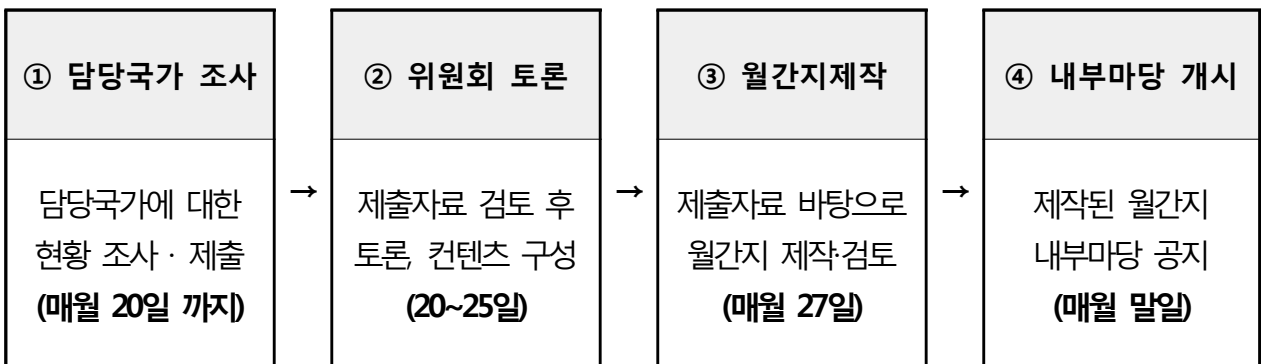 ① 담당국가 조사
담당국가에 대한
현황 조사 · 제출
(매월 20일 까지)
→
② 위원회 토론
제출자료 검토 후
토론, 컨텐츠 구성
(20~25일)
→
③ 월간지제작
제출자료 바탕으로
월간지 제작·검토
(매월 27일)
→
④ 내부마당 개시
제작된 월간지
내부마당 공지
(매월 말일)